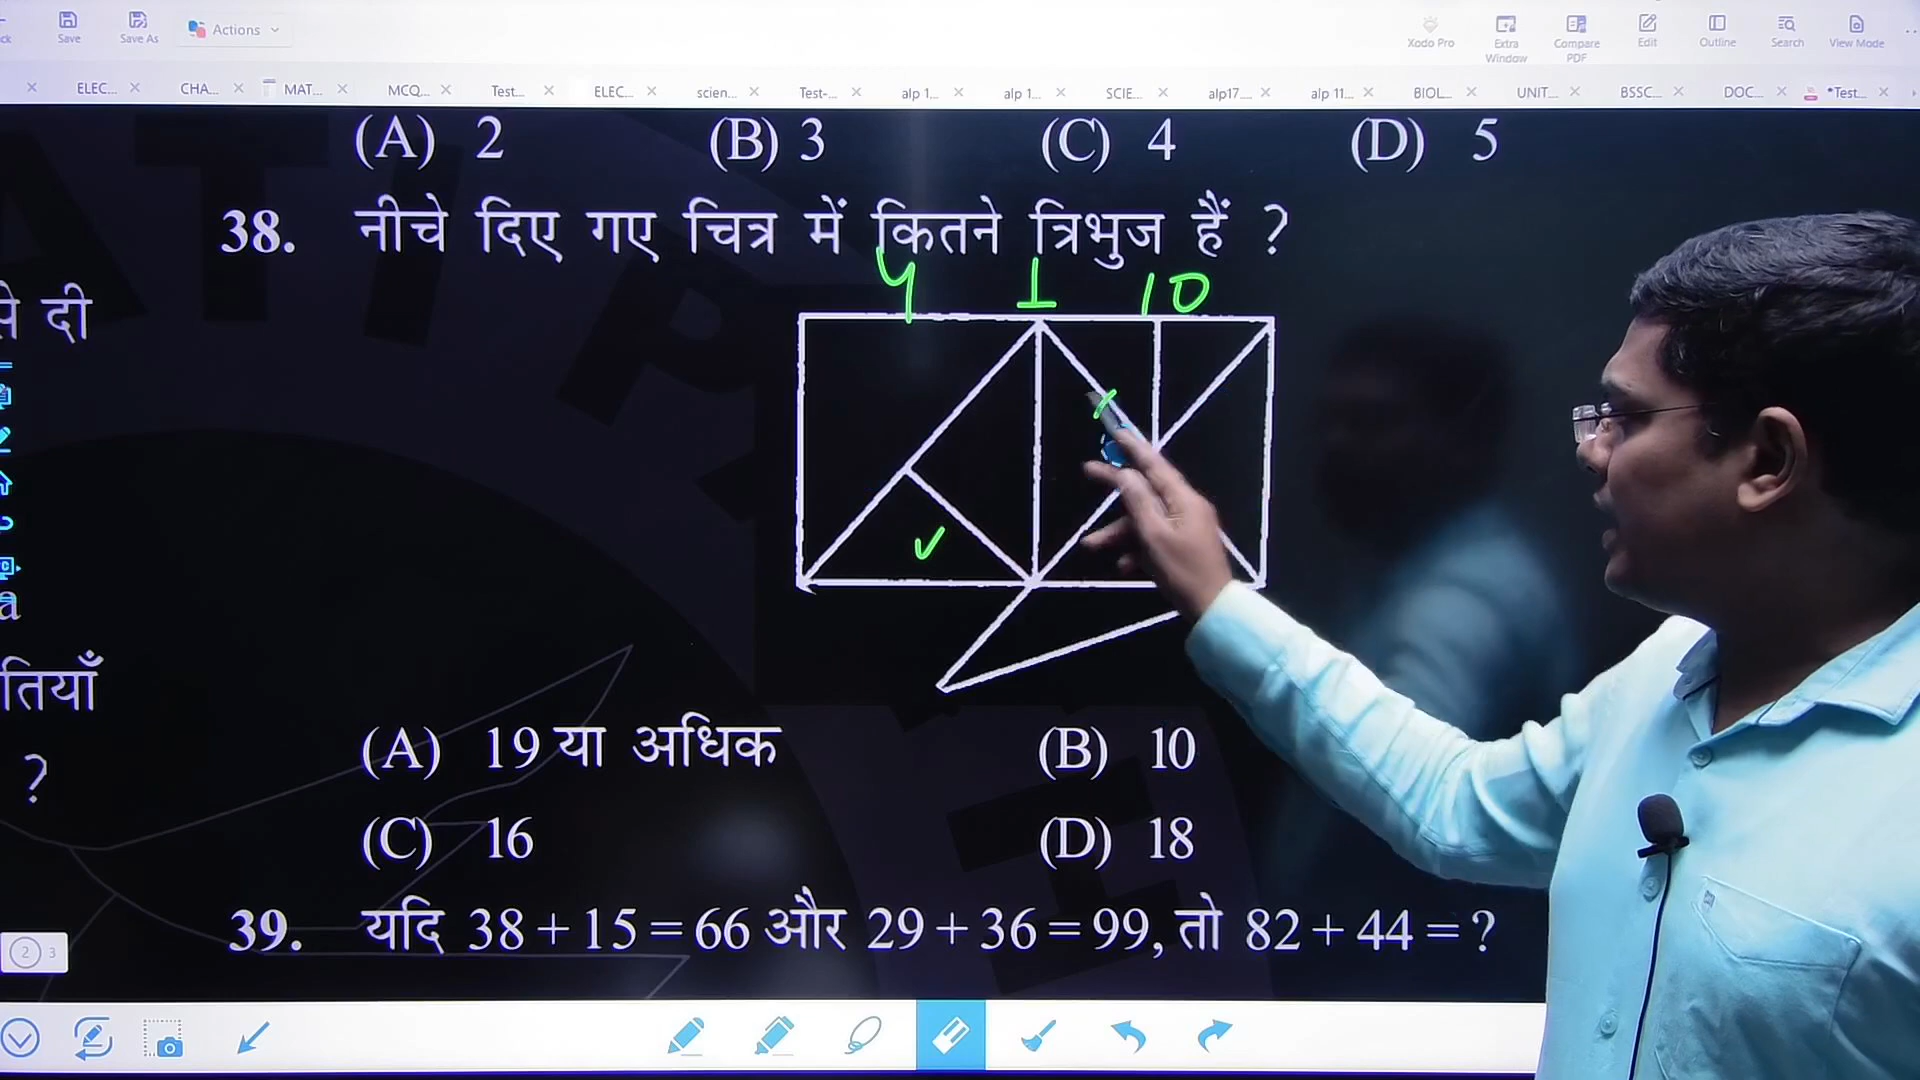 Save
Save As
Actions
Xodo Pro
Extra Window
Compare PDF
Edit
Outline
Search
View Mode
ELEC...
CHA...
MAT...
MCQ...
Test...
ELEC...
scien...
Test-...
alp 1...
alp 1...
SCIE...
alp17....
alp 11...
BIOL...
UNIT...
BSSC...
DOC...
*Test...
(A) 2 (B) 3 (C) 4 (D) 5
38. नीचे दिए गए चित्र में कितने त्रिभुज हैं ?
4 1 10
से दी
तियाँ
?
(A) 19 या अधिक (B) 10
(C) 16 (D) 18
39. यदि 38 + 15 = 66 और 29 + 36 = 99, तो 82 + 44 = ?
2 3